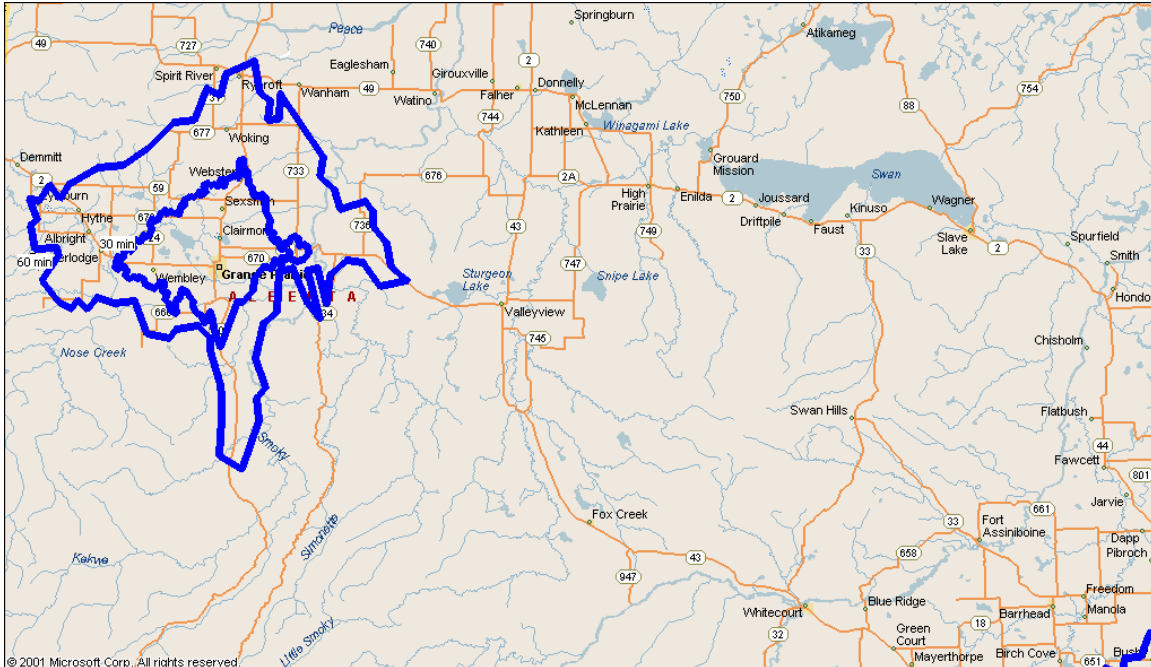 Springburn
Peace
Atikameg
49
727
740
Spirit River
Eaglesham
2
754
Girouxville
Donnelly
Rycroft
Wanham
49
Watino
Falher
McLennan
750
88
744
677
Woking
Kathleen
Winagami Lake
Demmitt
Grouard
Mission
2
59
Webster
733
676
2A
Swan
High
Prairie
Enilda
2
Joussard
Kinuso
Wagner
Hythe
Sexsmith
736
Driftpile
Faust
Albright
30 min
Clairmont
43
749
33
Slave
Lake
2
Spurfield
60 min
670
747
Smith
Wembley
Grande Prairie
Sturgeon
Lake
Snipe Lake
ALBERTA
Hondo
34
Valleyview
745
Nose Creek
Chisholm
Swan Hills
Flatbush
Smoky
44
Fawcett
801
Jarvie
Fox Creek
33
Fort
Assiniboine
661
Simonette
Dapp
Pibroch
Kakwa
658
43
947
Freedom
Whitecourt
Blue Ridge
Barrhead
Manola
Little Smoky
32
Green
Court
18
Mayerthorpe
Birch Cove
661
© 2001 Microsoft Corp. All rights reserved.